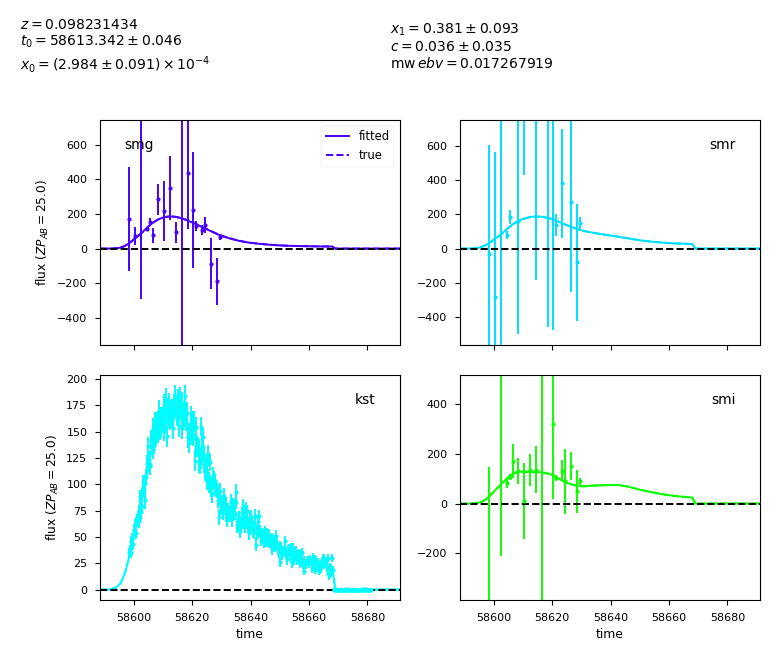 z = 0.098231434
t₀ = 58613.342 ± 0.046
x₀ = (2.984 ± 0.091) × 10⁻⁴
x₁ = 0.381 ± 0.093
c = 0.036 ± 0.035
mw ebv = 0.017267919
smg
fitted
true
600
400
200
0
−200
−400
flux (ZP_AB = 25.0)
smr
600
400
200
0
−200
−400
kst
200
175
150
125
100
75
50
25
0
flux (ZP_AB = 25.0)
58600 58620 58640 58660 58680
time
smi
400
200
0
−200
58600 58620 58640 58660 58680
time